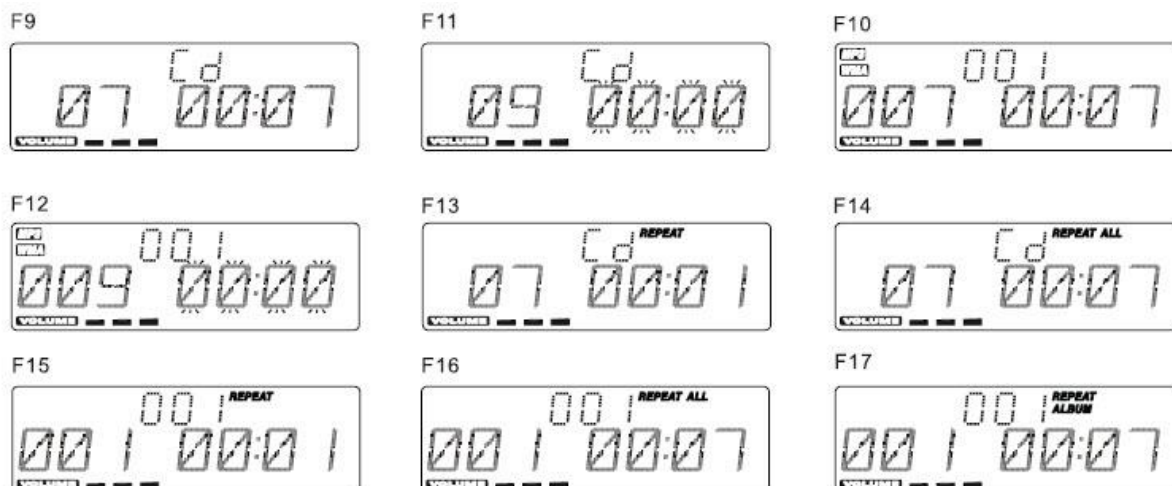 F9
Cd
07 00:07
VOLUME
F11
Cd
09 00:00
VOLUME
F10
MP3
WMA
001
007 00:07
VOLUME
F12
MP3
WMA
001
009 00:00
VOLUME
F13
Cd REPEAT
07 00:01
VOLUME
F14
Cd REPEAT ALL
07 00:07
VOLUME
F15
001 REPEAT
001 00:01
VOLUME
F16
001 REPEAT ALL
001 00:07
VOLUME
F17
001 REPEAT
ALBUM
001 00:07
VOLUME